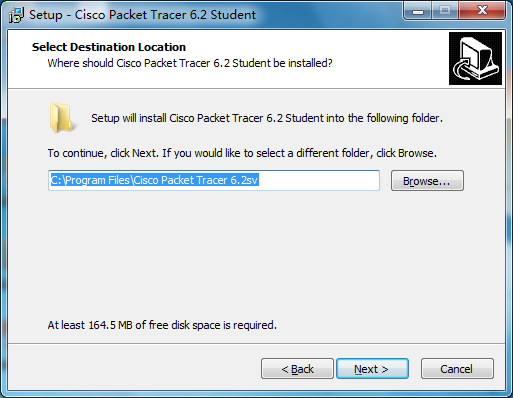 Setup - Cisco Packet Tracer 6.2 Student
Select Destination Location
Where should Cisco Packet Tracer 6.2 Student be installed?
Setup will install Cisco Packet Tracer 6.2 Student into the following folder.
To continue, click Next. If you would like to select a different folder, click Browse.
C:\Program Files\Cisco Packet Tracer 6.2sv
Browse...
At least 164.5 MB of free disk space is required.
< Back
Next >
Cancel